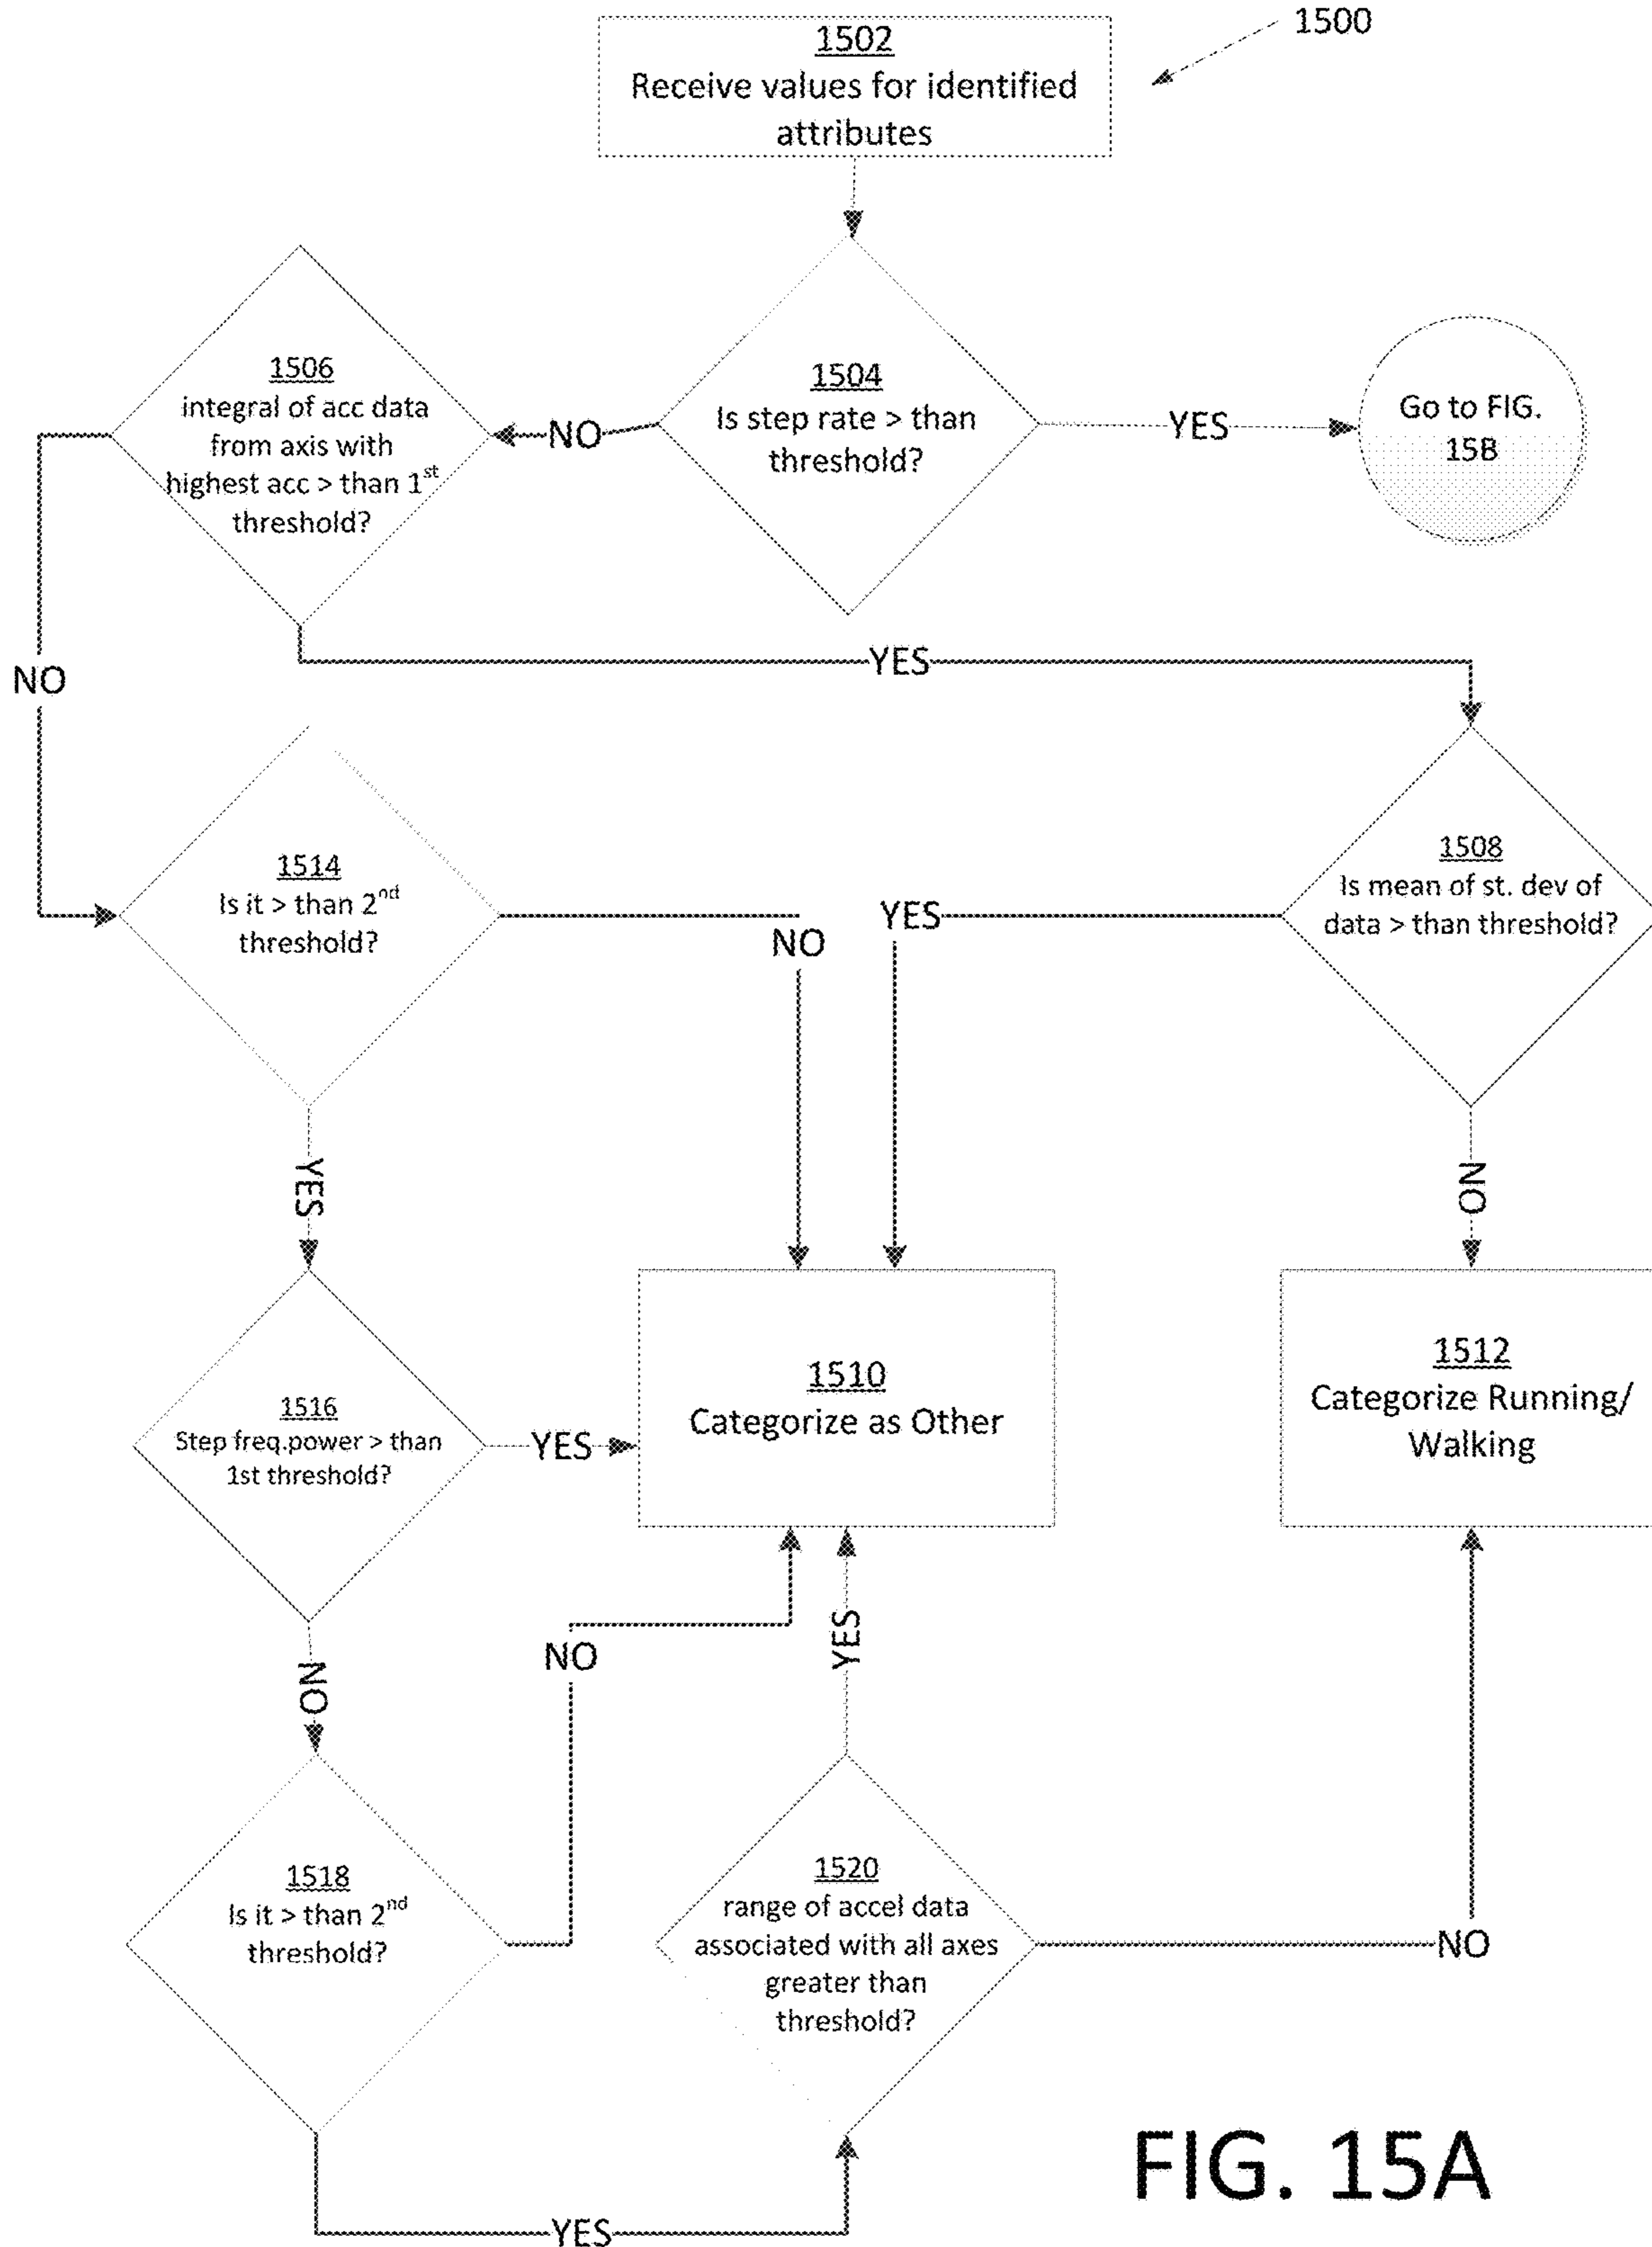 1500
1502
Receive values for identified
attributes
1504
Is step rate > than
threshold?
YES
Go to FIG.
15B
NO
1506
integral of acc data
from axis with
highest acc > than 1st
threshold?
YES
NO
1508
Is mean of st. dev of
data > than threshold?
YES
NO
1514
Is it > than 2nd
threshold?
NO
YES
1510
Categorize as Other
1512
Categorize Running/
Walking
1516
Step freq.power > than
1st threshold?
YES
NO
1518
Is it > than 2nd
threshold?
NO
YES
1520
range of accel data
associated with all axes
greater than
threshold?
YES
NO
FIG. 15A